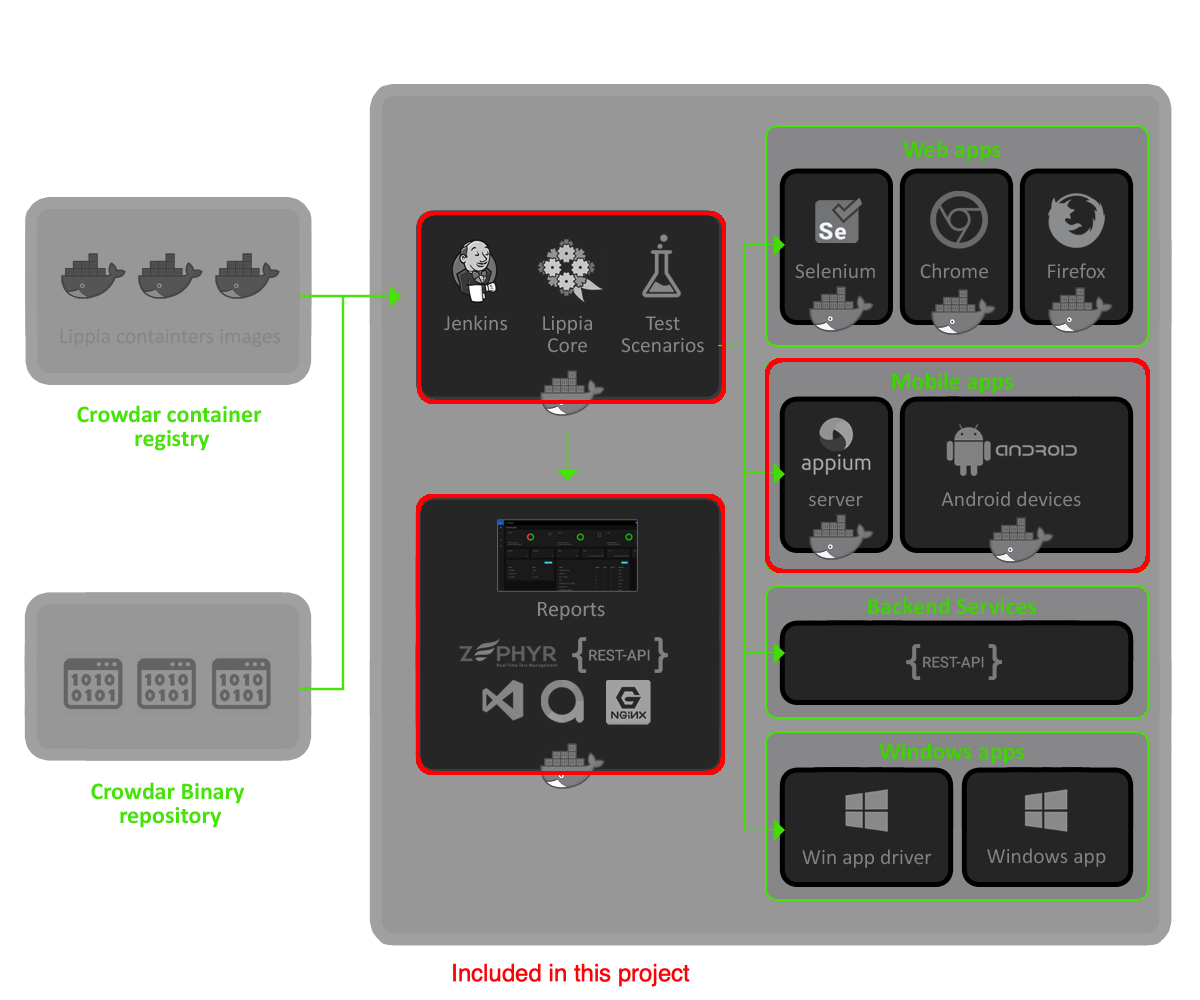 Web apps
Se
Selenium
Chrome
Firefox
Lippia containters images
Crowdar container
registry
Jenkins
Lippia
Core
Test
Scenarios
Mobile apps
appium
server
ANDROID
Android devices
Reports
ZEPHYR
Real Time Test Management
{REST-API}
G
NGINX
Backend Services
{REST-API}
1010
0101
1010
0101
1010
0101
Crowdar Binary
repository
Windows apps
Win app driver
Windows app
Included in this project